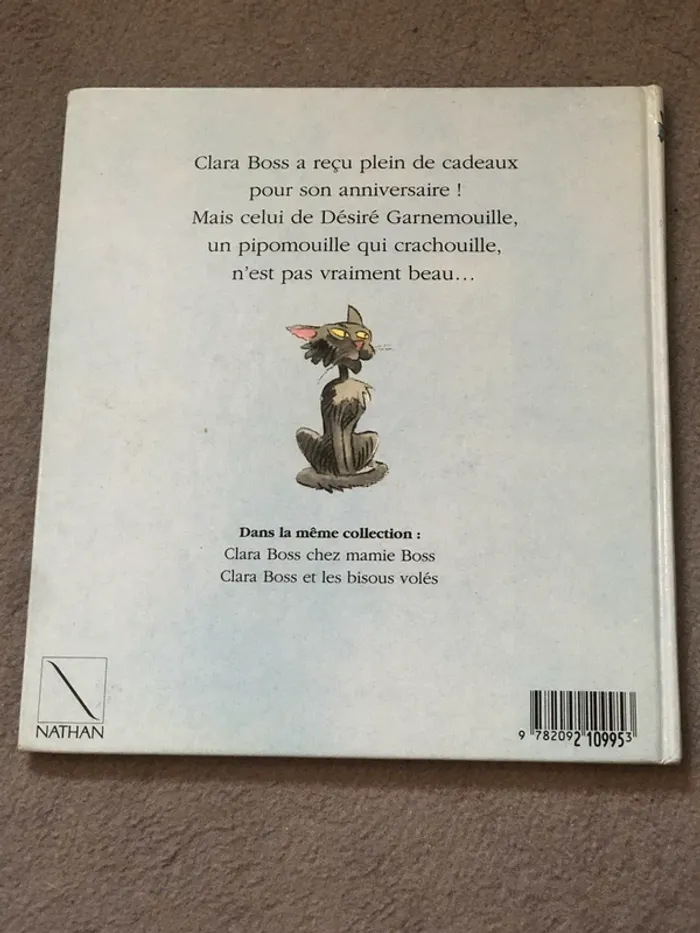 Clara Boss a reçu plein de cadeaux
pour son anniversaire !
Mais celui de Désiré Garnemouille,
un pipomouille qui crachouille,
n'est pas vraiment beau…
Dans la même collection :
Clara Boss chez mamie Boss
Clara Boss et les bisous volés
NATHAN
9 782092 109953